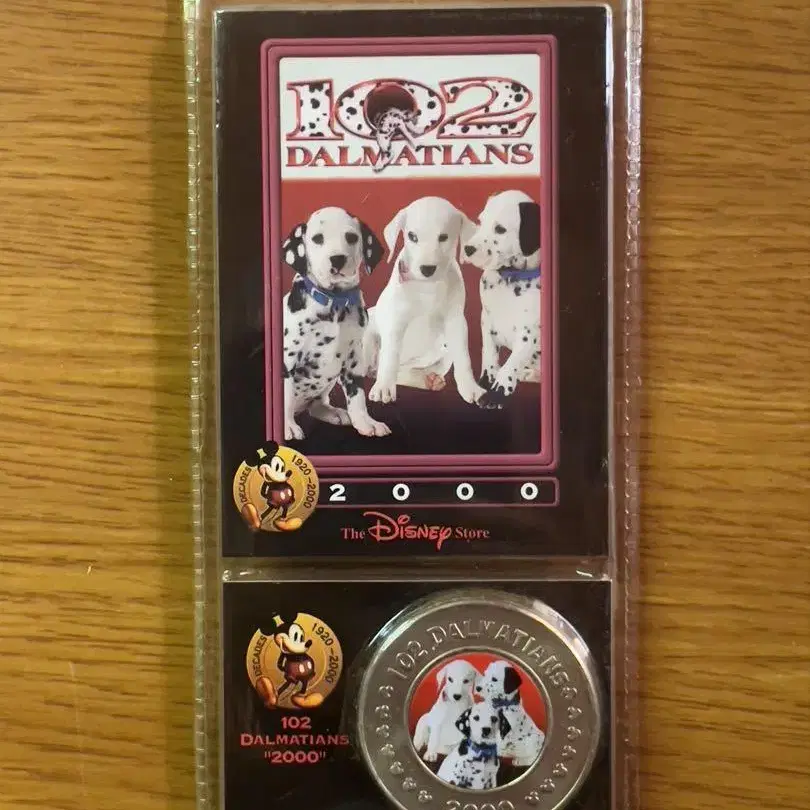 102
DALMATIANS
DECADES 1920-2000
2000
The Disney Store
DECADES 1920-2000
102
DALMATIANS
"2000"
102 DALMATIANS
2000